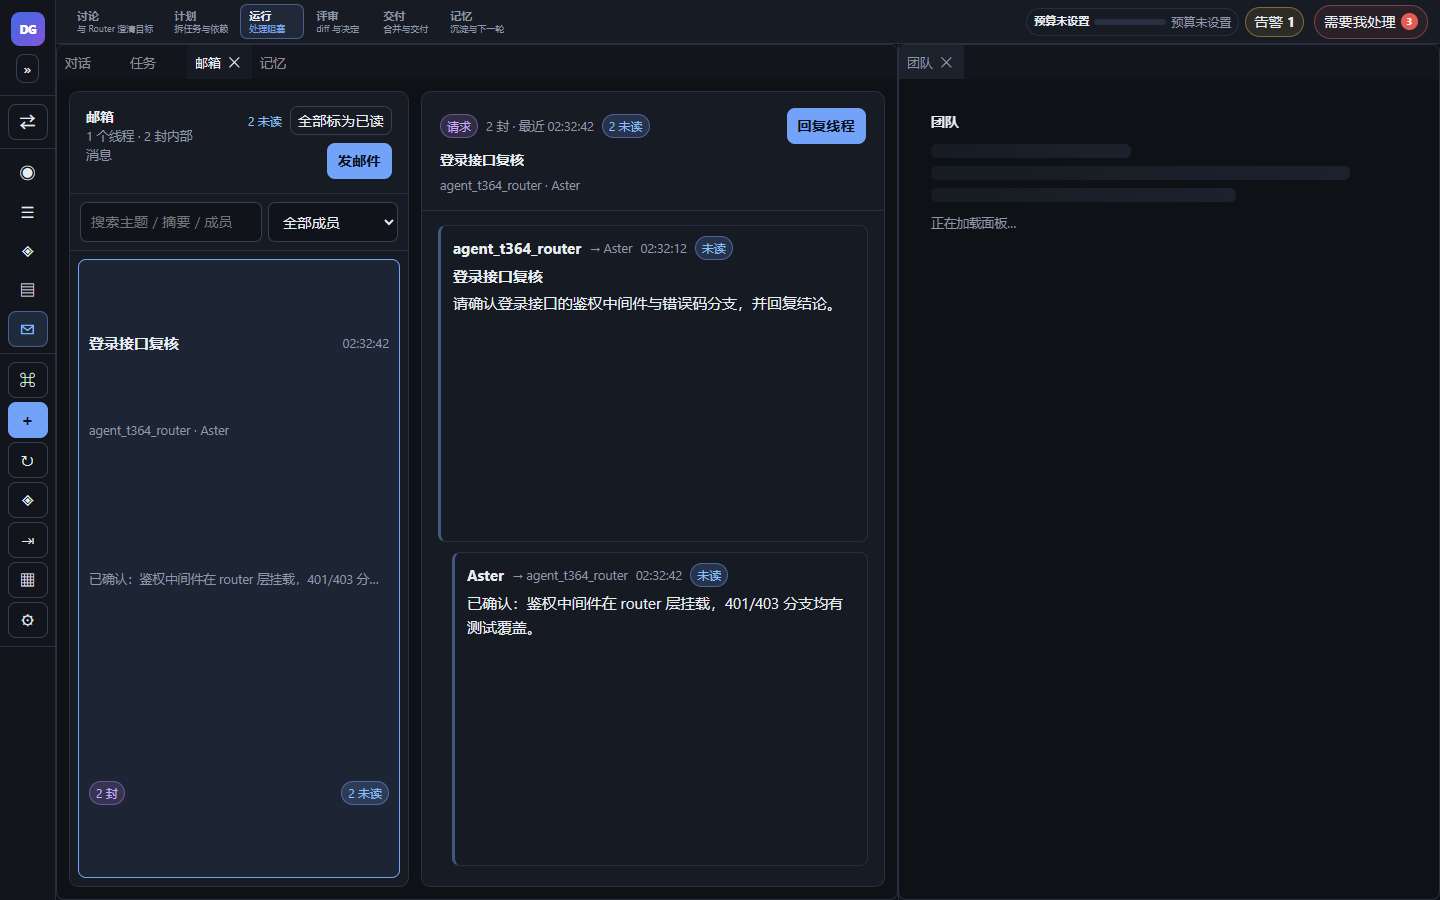 DG
»
讨论
与 Router 澄清目标
计划
拆任务与依赖
运行
处理阻塞
评审
diff 与决定
交付
合并与交付
记忆
沉淀与下一轮
预算未设置
预算未设置
告警 1
需要我处理 3
对话
任务
邮箱
记忆
邮箱
1 个线程 · 2 封内部
消息
2 未读
全部标为已读
发邮件
搜索主题 / 摘要 / 成员
全部成员
登录接口复核
02:32:42
agent_t364_router · Aster
已确认：鉴权中间件在 router 层挂载，401/403 分...
2 封
2 未读
请求
2 封 · 最近 02:32:42
2 未读
回复线程
登录接口复核
agent_t364_router · Aster
agent_t364_router → Aster 02:32:12 未读
登录接口复核
请确认登录接口的鉴权中间件与错误码分支，并回复结论。
Aster → agent_t364_router 02:32:42 未读
已确认：鉴权中间件在 router 层挂载，401/403 分支均有
测试覆盖。
团队
团队
正在加载面板...